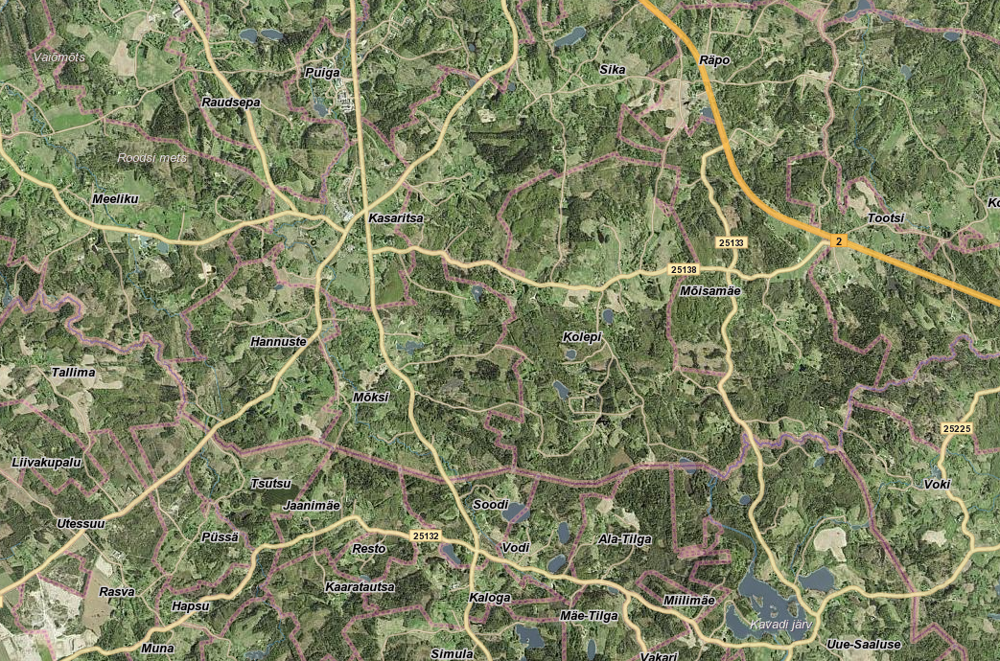 Vaiomõts
Puiga
Sika
Räpo
Raudsepa
Roodsi mets
Meeliku
Kasaritsa
Tootsi
25133
2
25138
Mõisamäe
Hannuste
Kolepi
Tallima
Mõksi
25225
Liivakupalu
Tsutsu
Voki
Jaanimäe
Soodi
Utessuu
Püssä
25132
Ala-Tilga
Resto
Vodi
Rasva
Kaaratautsa
Kaloga
Miilimäe
Hapsu
Mäe-Tilga
Kavadi järv
Muna
Simula
Vakari
Uue-Saaluse